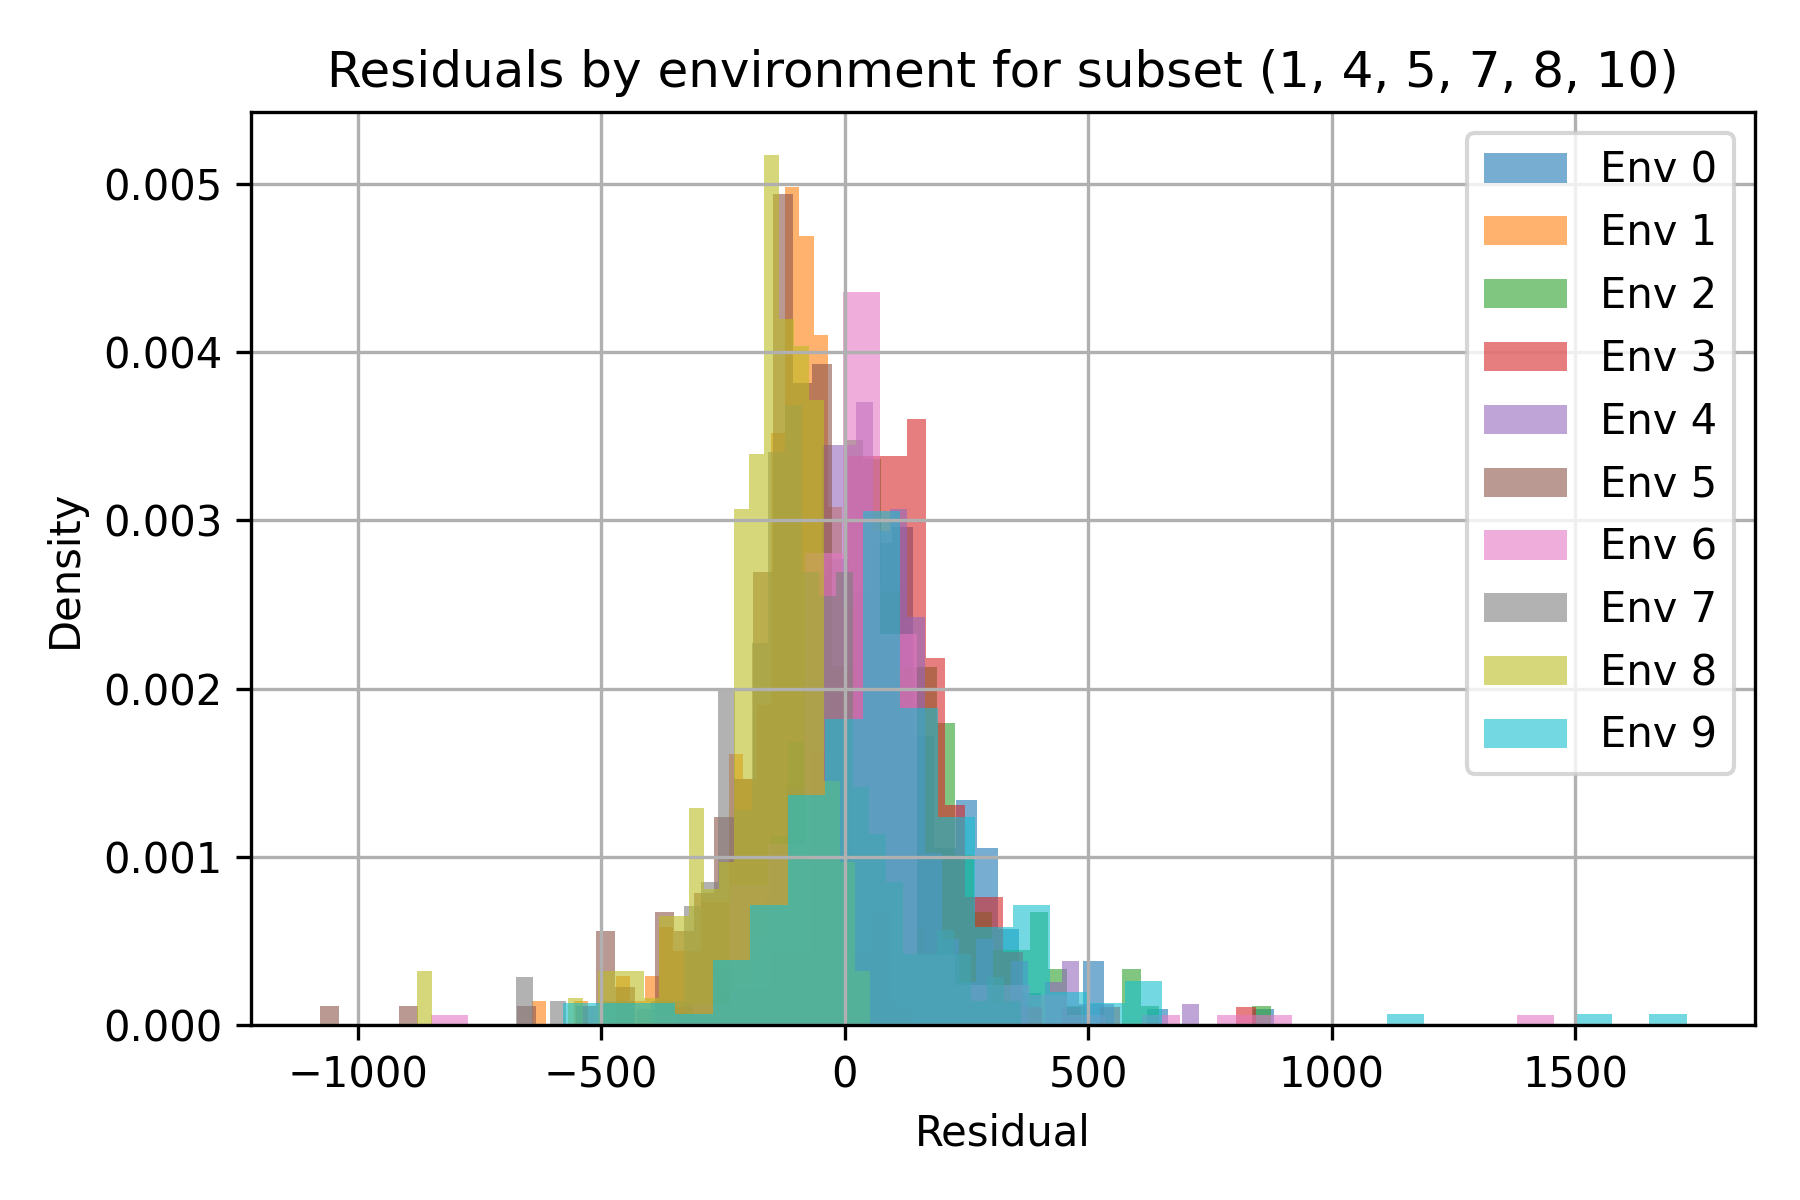 Residuals by environment for subset (1, 4, 5, 7, 8, 10)
0.005
0.004
0.003
0.002
0.001
0.000
Density
−1000
−500
0
500
1000
1500
Residual
Env 0
Env 1
Env 2
Env 3
Env 4
Env 5
Env 6
Env 7
Env 8
Env 9